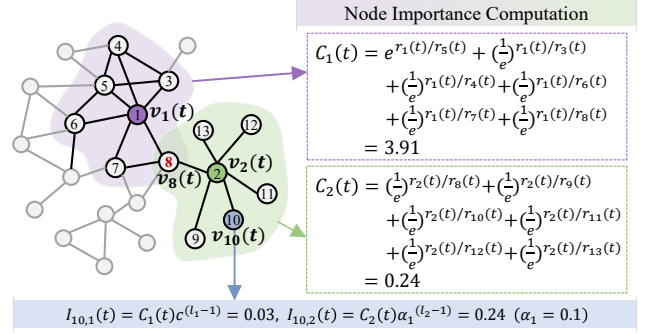 Node Importance Computation
C₁(t) = e^{r₁(t)/r₅(t)} + (1/e)^{r₁(t)/r₃(t)}
+(1/e)^{r₁(t)/r₄(t)}+(1/e)^{r₁(t)/r₆(t)}
+(1/e)^{r₁(t)/r₇(t)}+(1/e)^{r₁(t)/r₈(t)}
= 3.91
C₂(t) = (1/e)^{r₂(t)/r₈(t)}+(1/e)^{r₂(t)/r₉(t)}
+(1/e)^{r₂(t)/r₁₀(t)}+(1/e)^{r₂(t)/r₁₁(t)}
+(1/e)^{r₂(t)/r₁₂(t)}+(1/e)^{r₂(t)/r₁₃(t)}
= 0.24
4
5
3
1
v₁(t)
6
13
12
7
8
v₂(t)
v₈(t)
2
11
10
9
v₁₀(t)
I₁₀,₁(t) = C₁(t)c^{(l₁−1)} = 0.03, I₁₀,₂(t) = C₂(t)α₁^{(l₂−1)} = 0.24 (α₁ = 0.1)